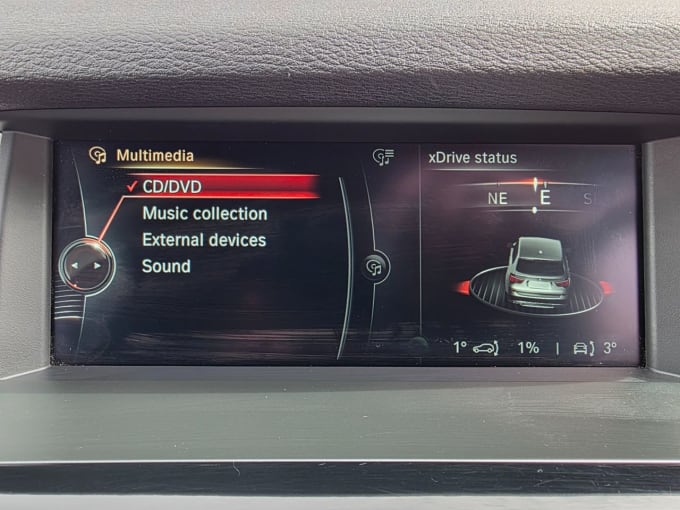 Multimedia
CD/DVD
Music collection
External devices
Sound
xDrive status
NE E S
1° 1% | 3°